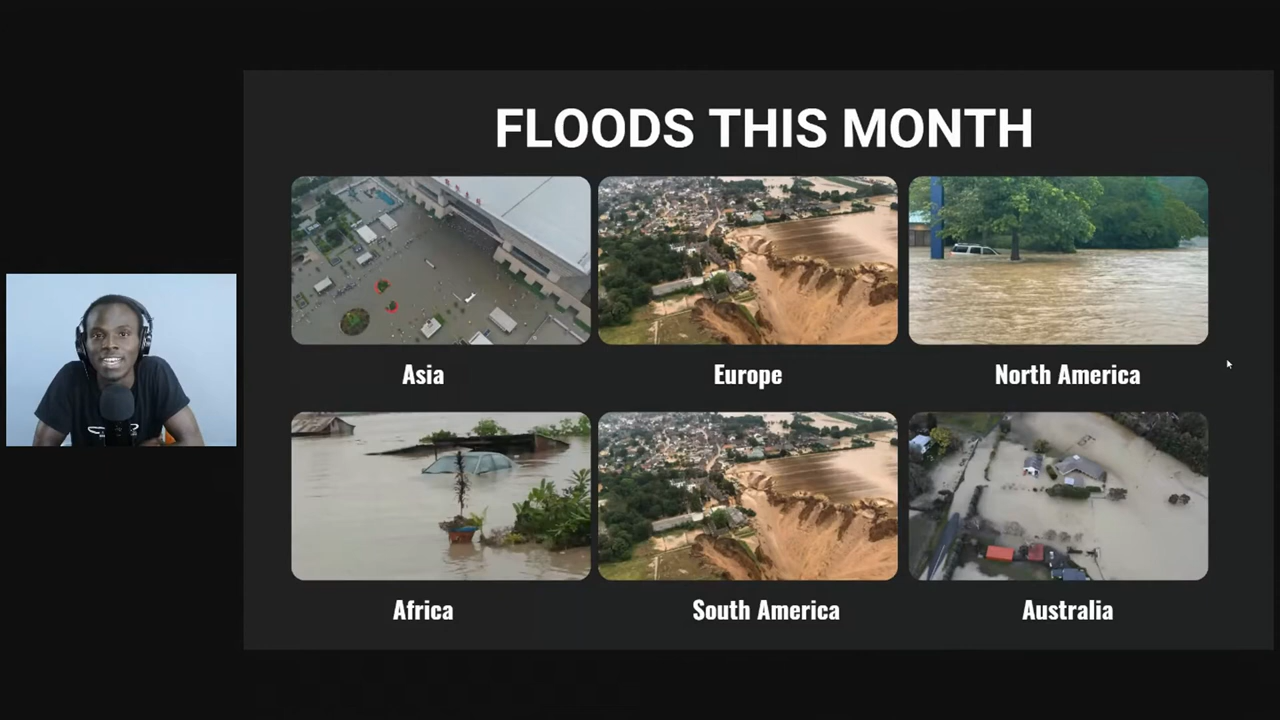 FLOODS THIS MONTH
Asia
Europe
North America
Africa
South America
Australia